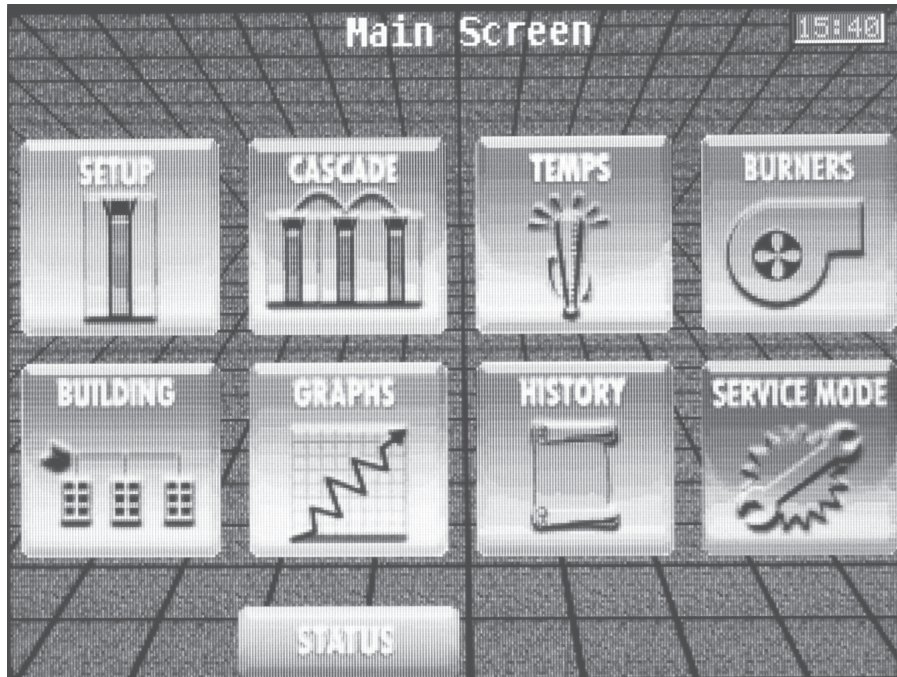 Main Screen 15:40
SETUP CASCADE TEMPS BURNERS
BUILDING GRAPHS HISTORY SERVICE MODE
STATUS